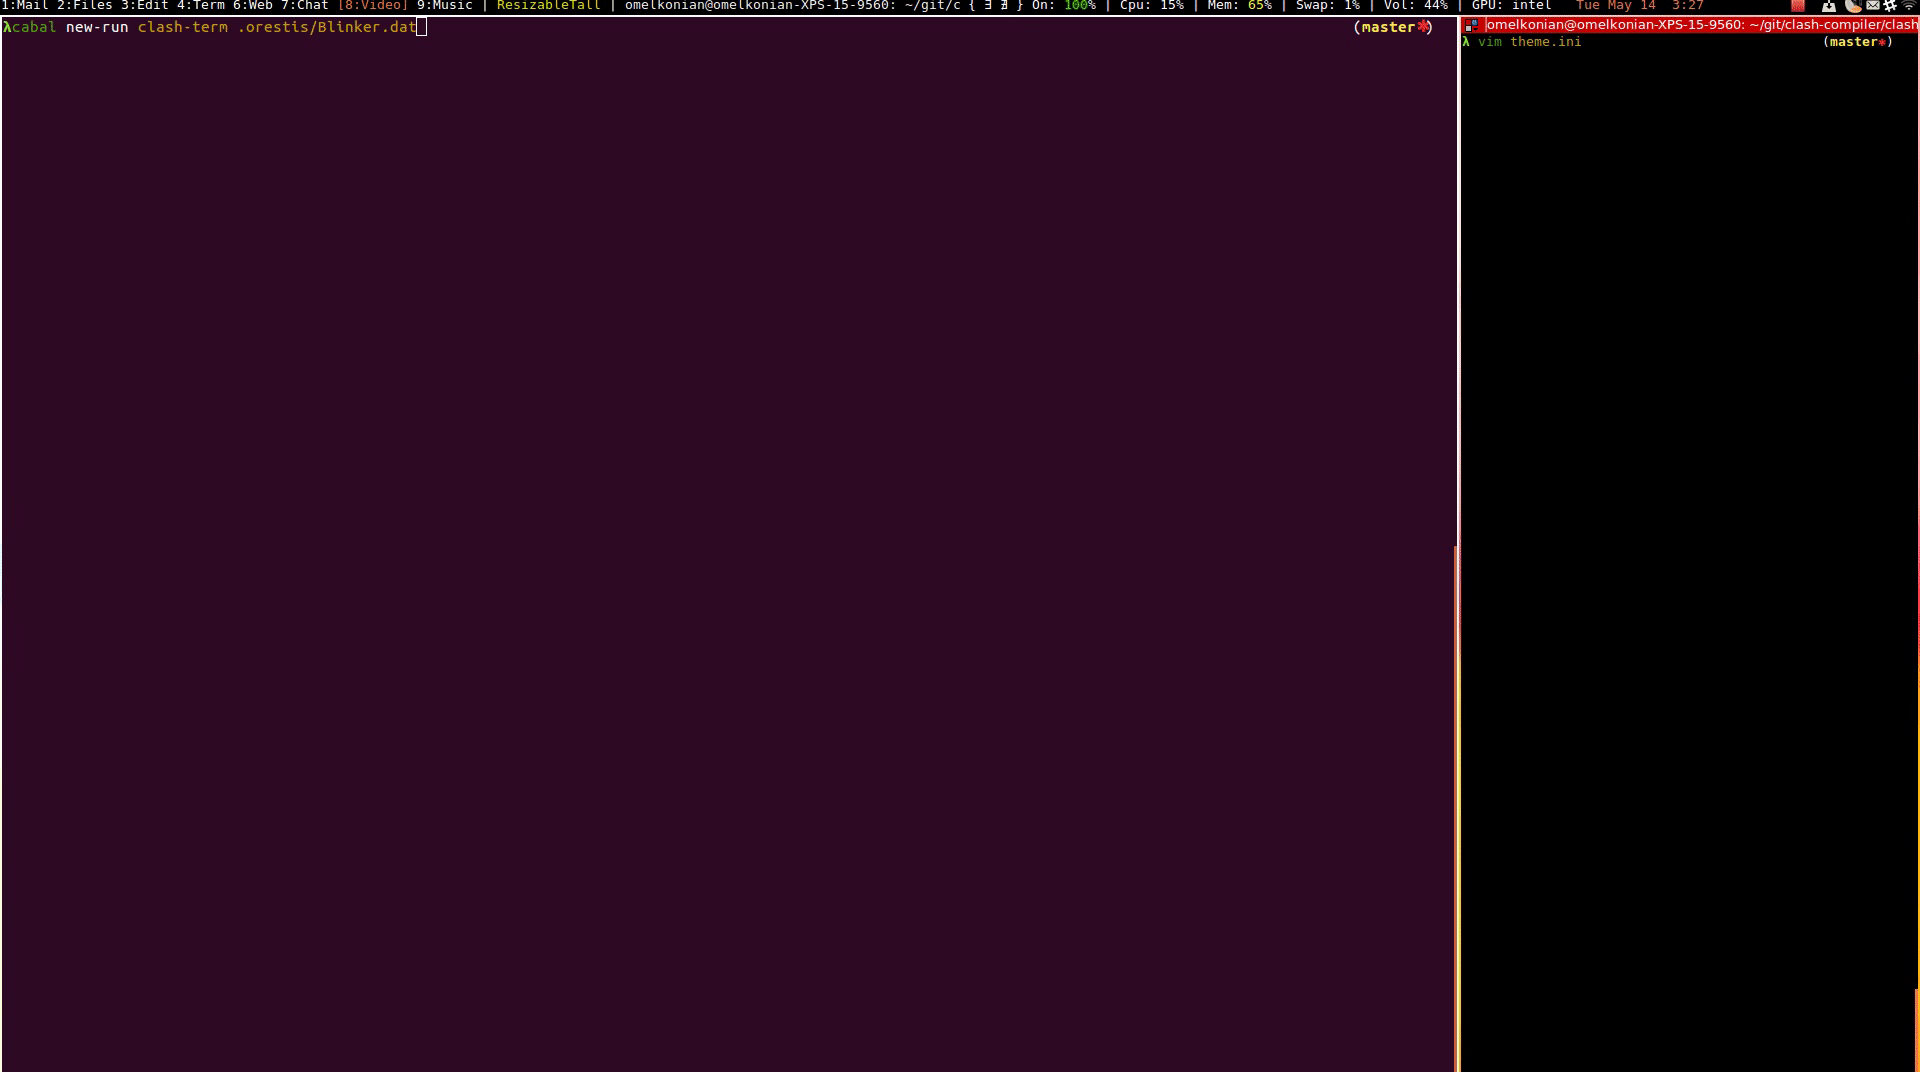 1:Mail 2:Files 3:Edit 4:Term 6:Web 7:Chat [8:Video] 9:Music | ResizableTall | omelkonian@omelkonian-XPS-15-9560: ~/git/c { ∃ ∄ } On: 100% | Cpu: 15% | Mem: 65% | Swap: 1% | Vol: 44% | GPU: intel Tue May 14 3:27
λcabal new-run clash-term .orestis/Blinker.dat (master✱)
omelkonian@omelkonian-XPS-15-9560: ~/git/clash-compiler/clash
λ vim theme.ini (master✱)